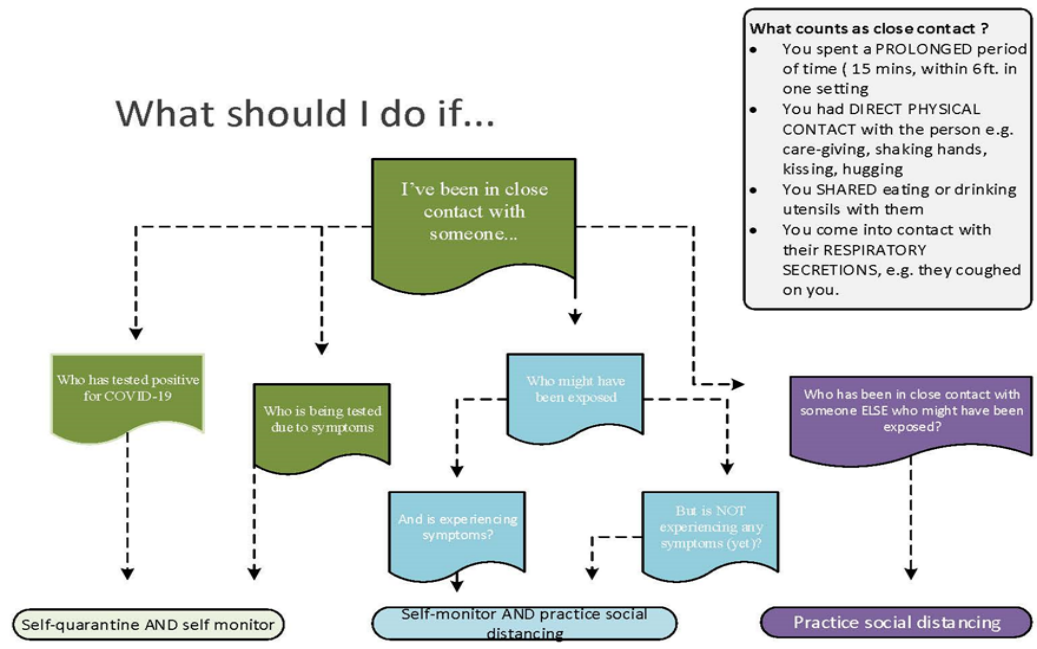 What counts as close contact ?
• You spent a PROLONGED period
of time ( 15 mins, within 6ft. in
one setting
• You had DIRECT PHYSICAL
CONTACT with the person e.g.
care-giving, shaking hands,
kissing, hugging
• You SHARED eating or drinking
utensils with them
• You come into contact with
their RESPIRATORY
SECRETIONS, e.g. they coughed
on you.
What should I do if...
I've been in close
contact with
someone...
Who has tested positive
for COVID-19
Who is being tested
due to symptoms
Who might have
been exposed
Who has been in close contact with
someone ELSE who might have been
exposed?
And is experiencing
symptoms?
But is NOT
experiencing any
symptoms (yet)?
Self-quarantine AND self monitor
Self-monitor AND practice social
distancing
Practice social distancing